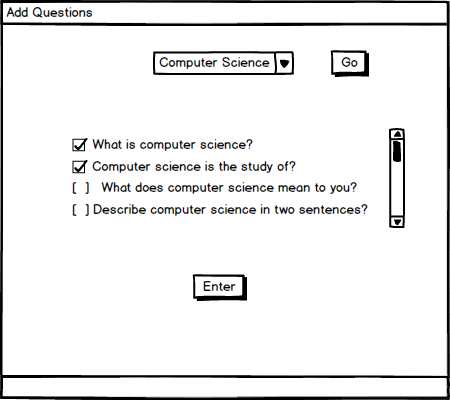 Add Questions
Computer Science Go
What is computer science?
Computer science is the study of?
[ ] What does computer science mean to you?
[ ] Describe computer science in two sentences?
Enter